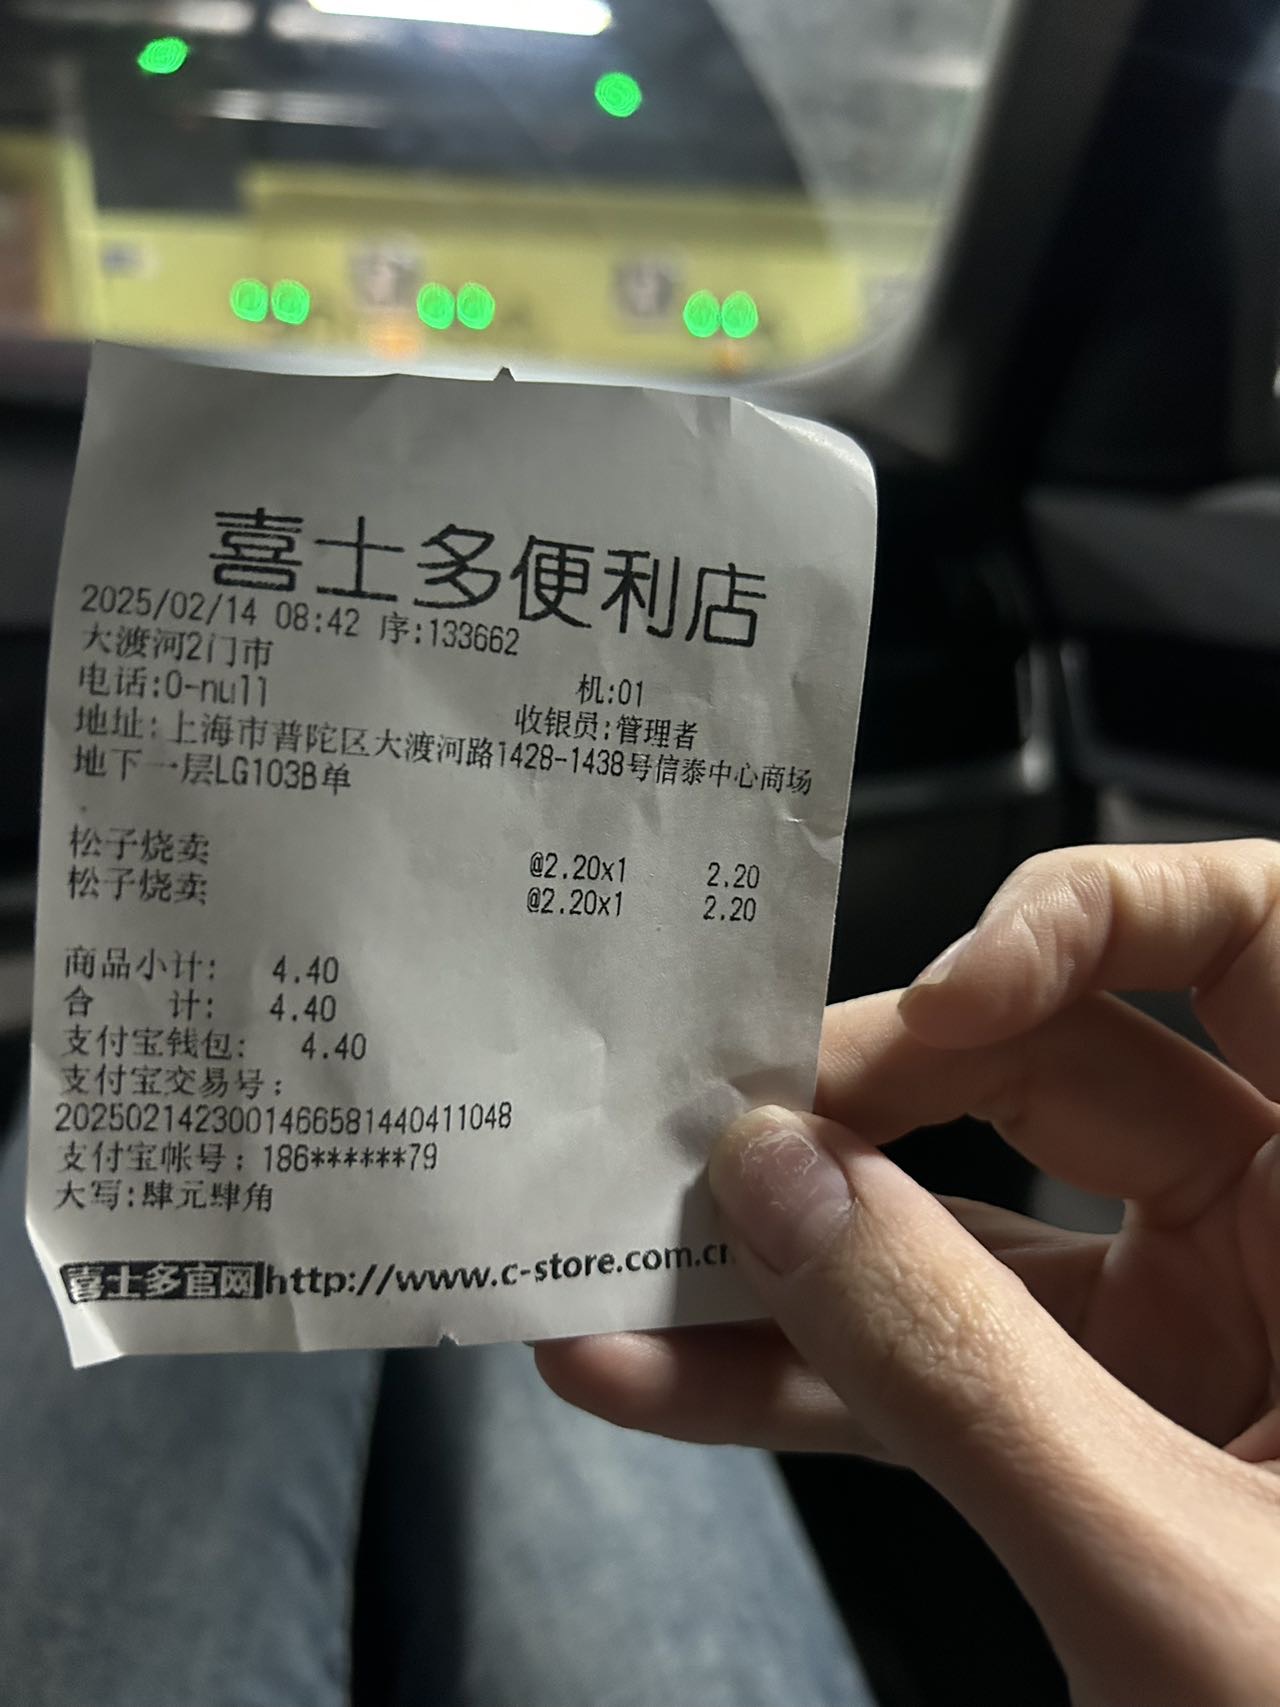 喜士多便利店
2025/02/14 08:42 序:133662
大渡河2门市 机:01
电话:0-null 收银员:管理者
地址:上海市普陀区大渡河路1428-1438号信泰中心商场
地下一层LG103B单
松子烧卖 @2.20x1 2.20
松子烧卖 @2.20x1 2.20
商品小计: 4.40
合 计: 4.40
支付宝钱包: 4.40
支付宝交易号:
2025021423001466581440411048
支付宝帐号:186******79
大写:肆元肆角
喜士多官网http://www.c-store.com.cn